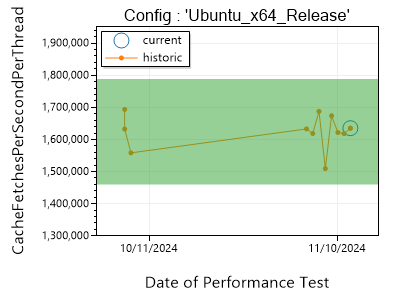 Config : 'Ubuntu_x64_Release'
current
historic
CacheFetchesPerSecondPerThread
1,900,000
1,800,000
1,700,000
1,600,000
1,500,000
1,400,000
1,300,000
10/11/2024
11/10/2024
Date of Performance Test